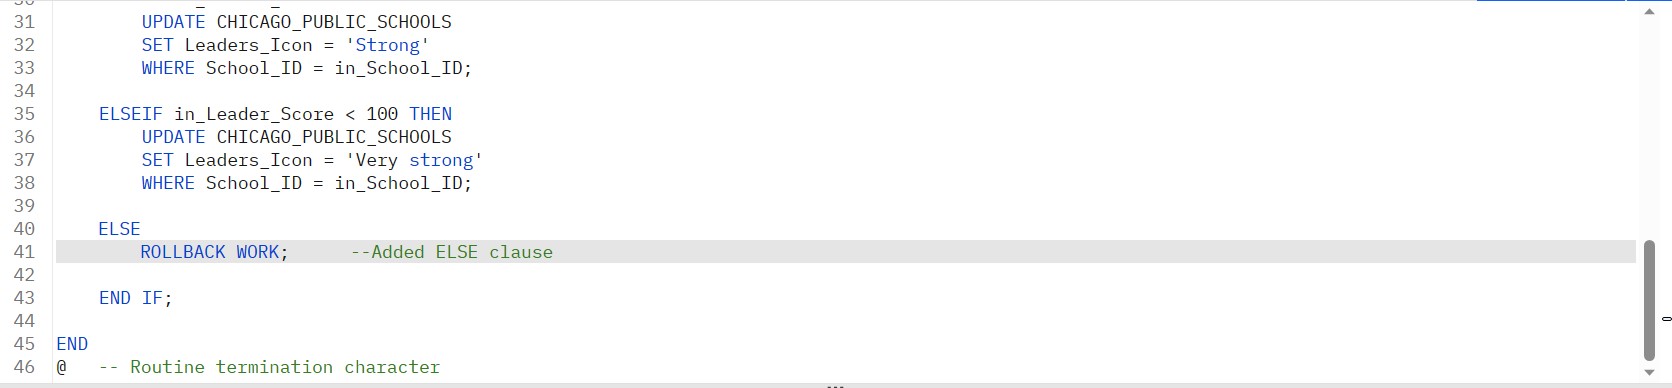 31 UPDATE CHICAGO_PUBLIC_SCHOOLS
32 SET Leaders_Icon = 'Strong'
33 WHERE School_ID = in_School_ID;
34
35 ELSEIF in_Leader_Score < 100 THEN
36 UPDATE CHICAGO_PUBLIC_SCHOOLS
37 SET Leaders_Icon = 'Very strong'
38 WHERE School_ID = in_School_ID;
39
40 ELSE
41 ROLLBACK WORK; --Added ELSE clause
42
43 END IF;
44
45 END
46 @ -- Routine termination character